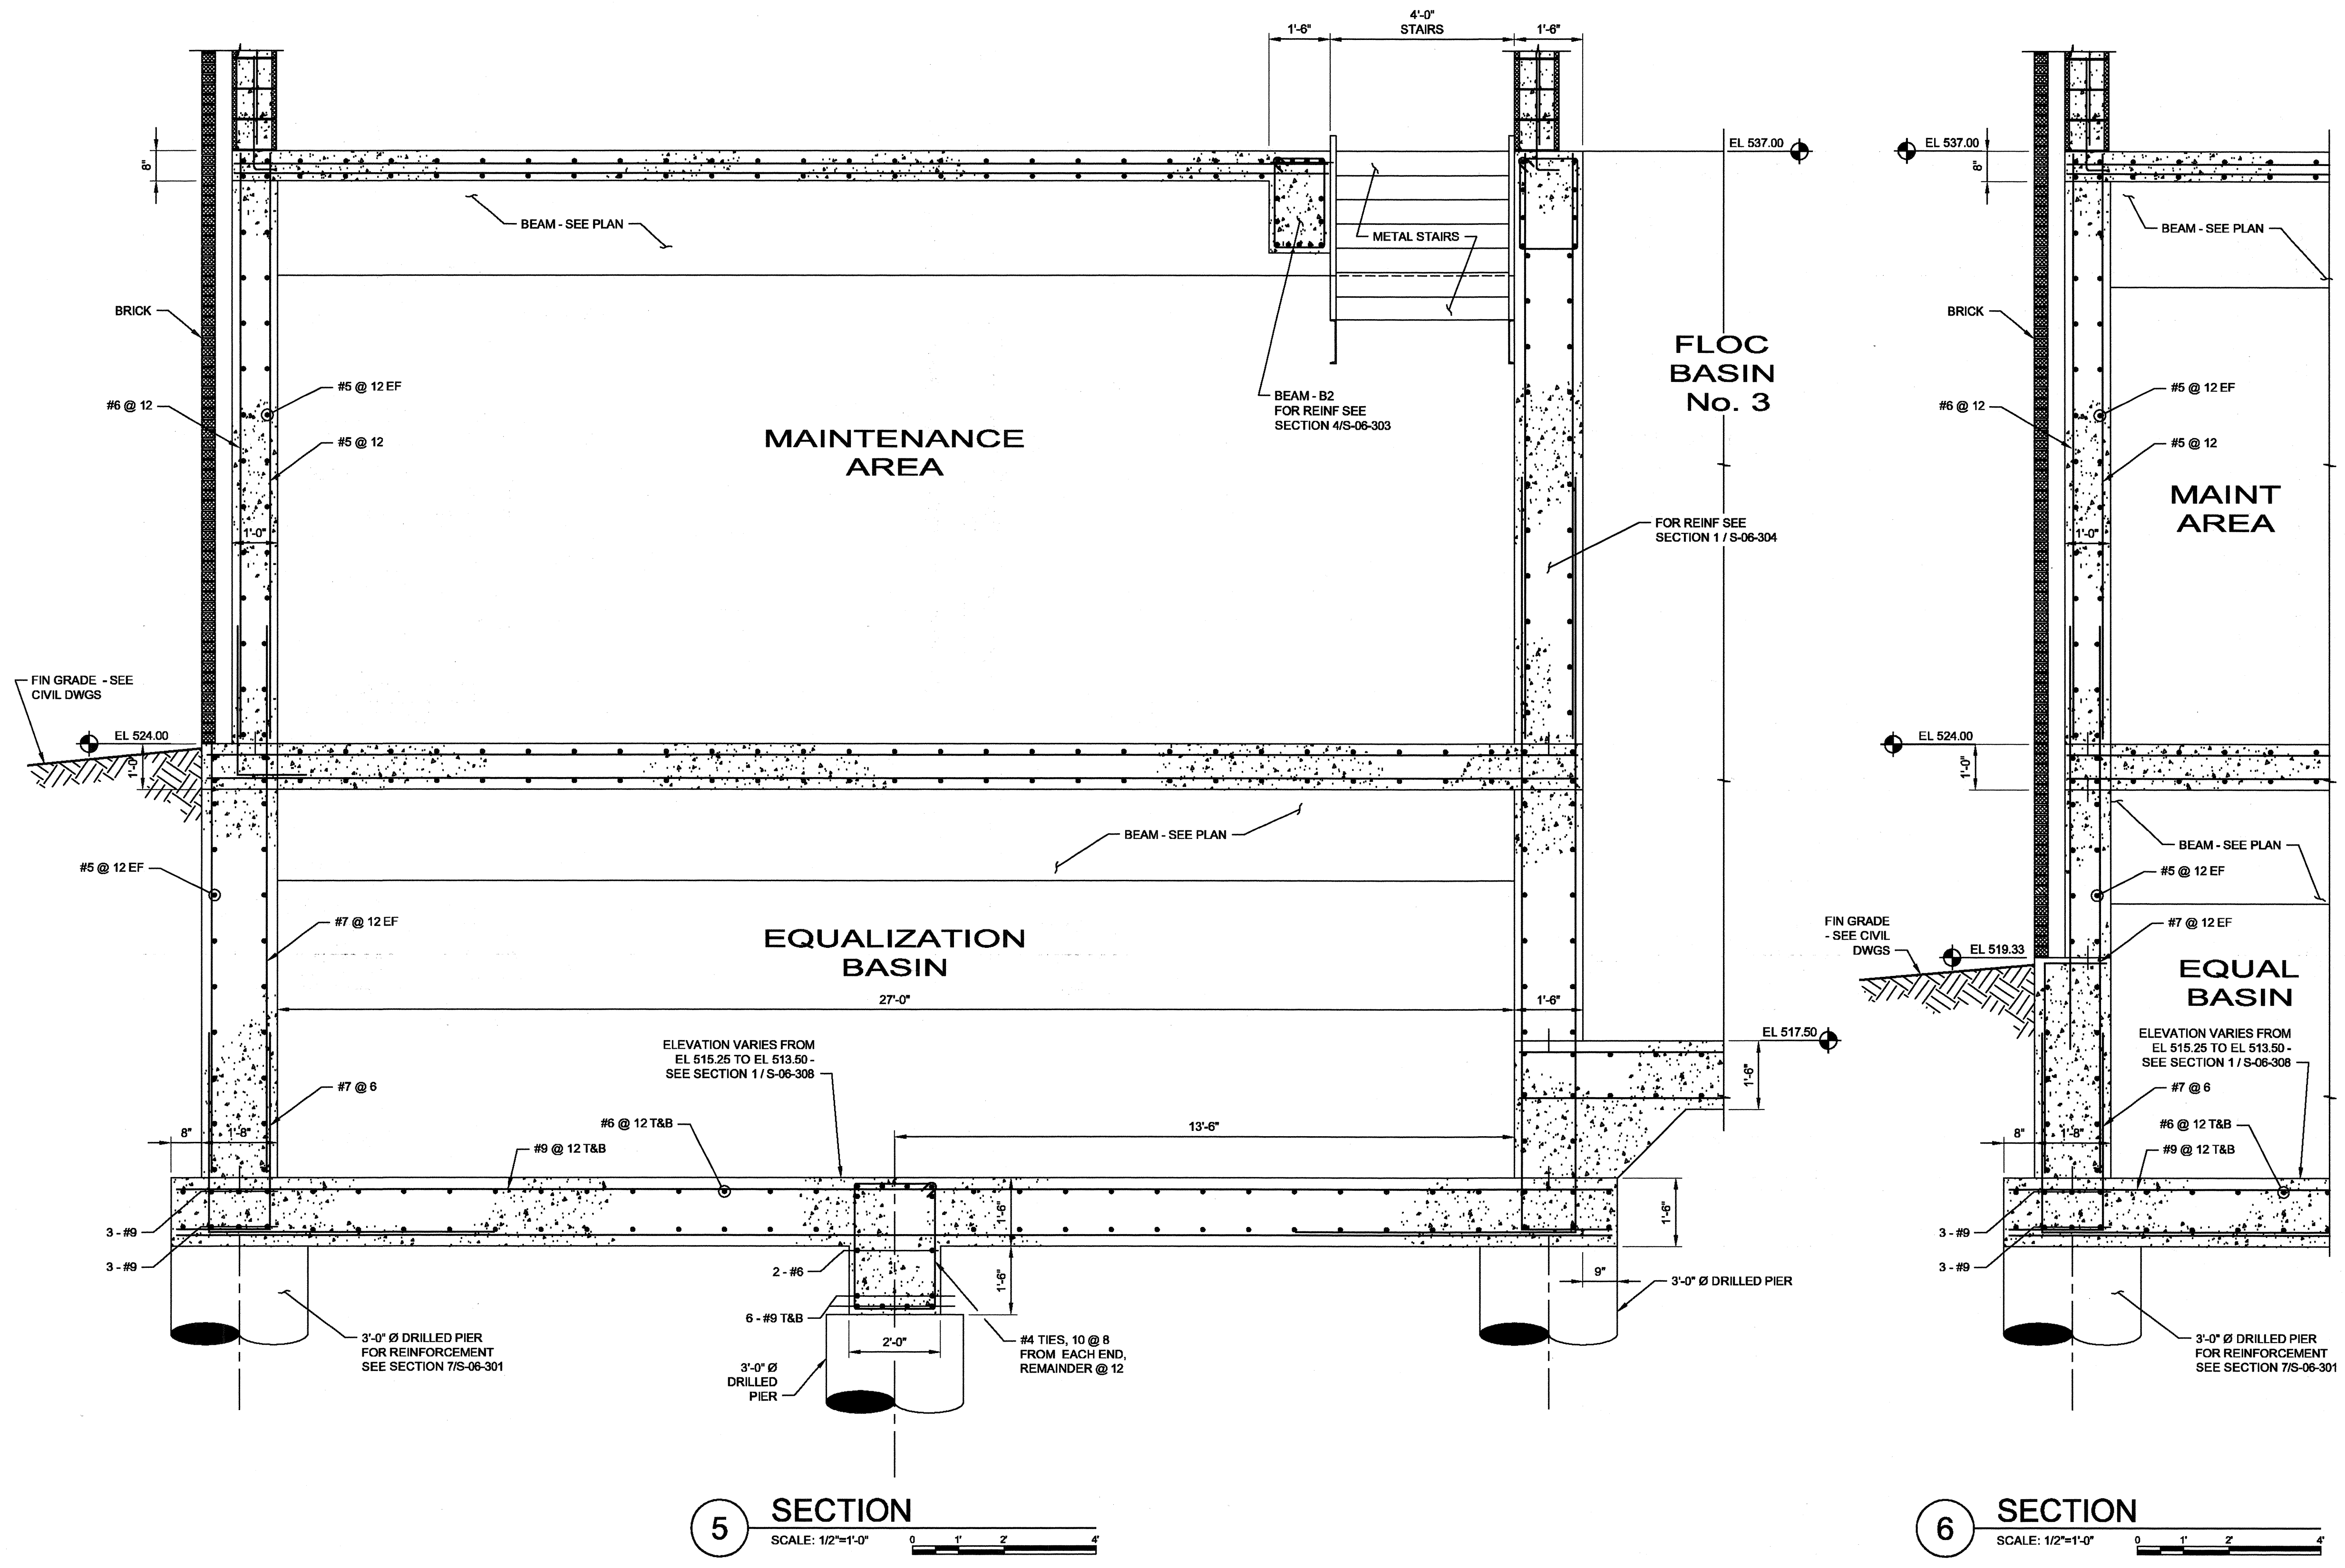 4'-0"
STAIRS
1'-6"
1'-6"
8"
EL 537.00
BEAM - SEE PLAN
METAL STAIRS
BRICK
#5 @ 12 EF
#6 @ 12
#5 @ 12
BEAM - B2
FOR REINF SEE
SECTION 4/S-06-303
FLOC
BASIN
No. 3
MAINTENANCE
AREA
1'-0"
FOR REINF SEE
SECTION 1 / S-06-304
FIN GRADE - SEE
CIVIL DWGS
EL 524.00
1'-0"
BEAM - SEE PLAN
#5 @ 12 EF
#7 @ 12 EF
EQUALIZATION
BASIN
27'-0"
1'-6"
EL 517.50
1'-6"
ELEVATION VARIES FROM
EL 515.25 TO EL 513.50 -
SEE SECTION 1 / S-06-308
#7 @ 6
8"
1'-8"
#6 @ 12 T&B
#9 @ 12 T&B
13'-6"
3 - #9
3 - #9
1'-6"
1'-6"
1'-6"
2 - #6
6 - #9 T&B
2'-0"
9"
3'-0" Ø DRILLED PIER
3'-0" Ø DRILLED PIER
FOR REINFORCEMENT
SEE SECTION 7/S-06-301
3'-0" Ø
DRILLED
PIER
#4 TIES, 10 @ 8
FROM EACH END,
REMAINDER @ 12
5
SECTION
SCALE: 1/2"=1'-0"
0 1' 2' 4'
EL 537.00
8"
BEAM - SEE PLAN
BRICK
#5 @ 12 EF
#6 @ 12
#5 @ 12
MAINT
AREA
1'-0"
EL 524.00
1'-0"
BEAM - SEE PLAN
#5 @ 12 EF
FIN GRADE
- SEE CIVIL
DWGS
#7 @ 12 EF
EL 519.33
EQUAL
BASIN
ELEVATION VARIES FROM
EL 515.25 TO EL 513.50 -
SEE SECTION 1 / S-06-308
#7 @ 6
#6 @ 12 T&B
8"
1'-8"
#9 @ 12 T&B
3 - #9
3 - #9
3'-0" Ø DRILLED PIER
FOR REINFORCEMENT
SEE SECTION 7/S-06-301
6
SECTION
SCALE: 1/2"=1'-0"
0 1' 2' 4'